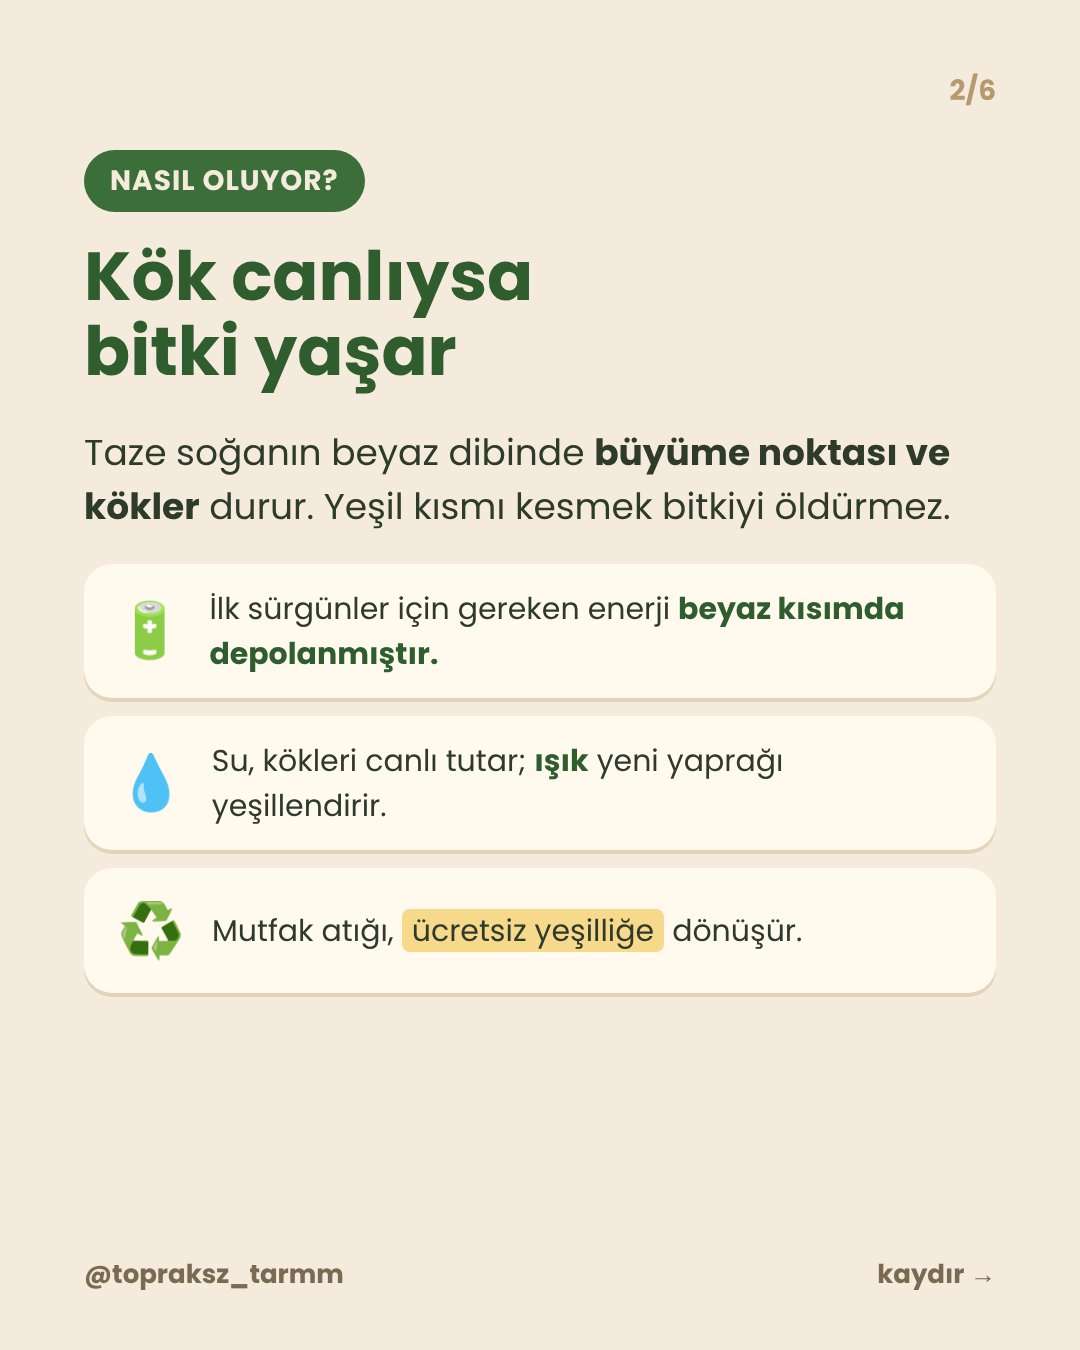 2/6
NASIL OLUYOR?
Kök canlıysa
bitki yaşar
Taze soğanın beyaz dibinde büyüme noktası ve
kökler durur. Yeşil kısmı kesmek bitkiyi öldürmez.
İlk sürgünler için gereken enerji beyaz kısımda
depolanmıştır.
Su, kökleri canlı tutar; ışık yeni yaprağı
yeşillendirir.
Mutfak atığı, ücretsiz yeşilliğe dönüşür.
@topraksz_tarmm
kaydır →